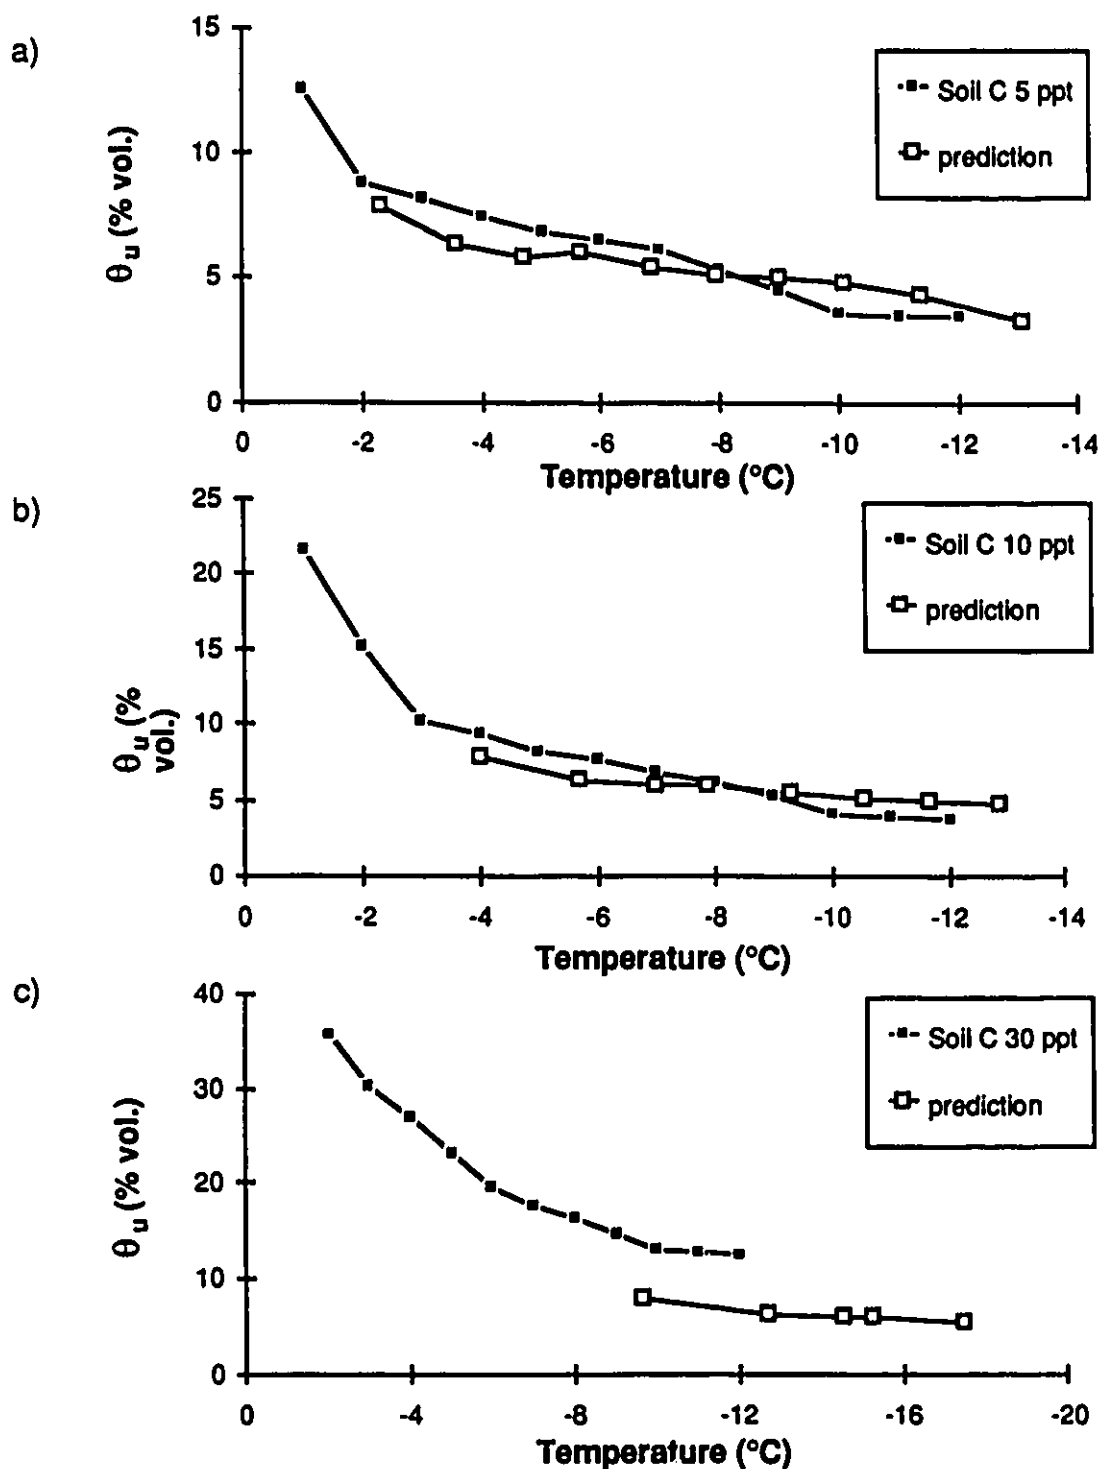 a)
15
10
5
0
θu (% vol.)
0 -2 -4 -6 -8 -10 -12 -14
Temperature (°C)
Soil C 5 ppt
prediction
b)
25
20
15
10
5
0
θu (%
vol.)
0 -2 -4 -6 -8 -10 -12 -14
Temperature (°C)
Soil C 10 ppt
prediction
c)
40
30
20
10
0
θu (% vol.)
0 -4 -8 -12 -16 -20
Temperature (°C)
Soil C 30 ppt
prediction